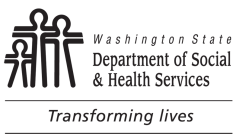 Washington State
Department of Social
& Health Services
Transforming lives